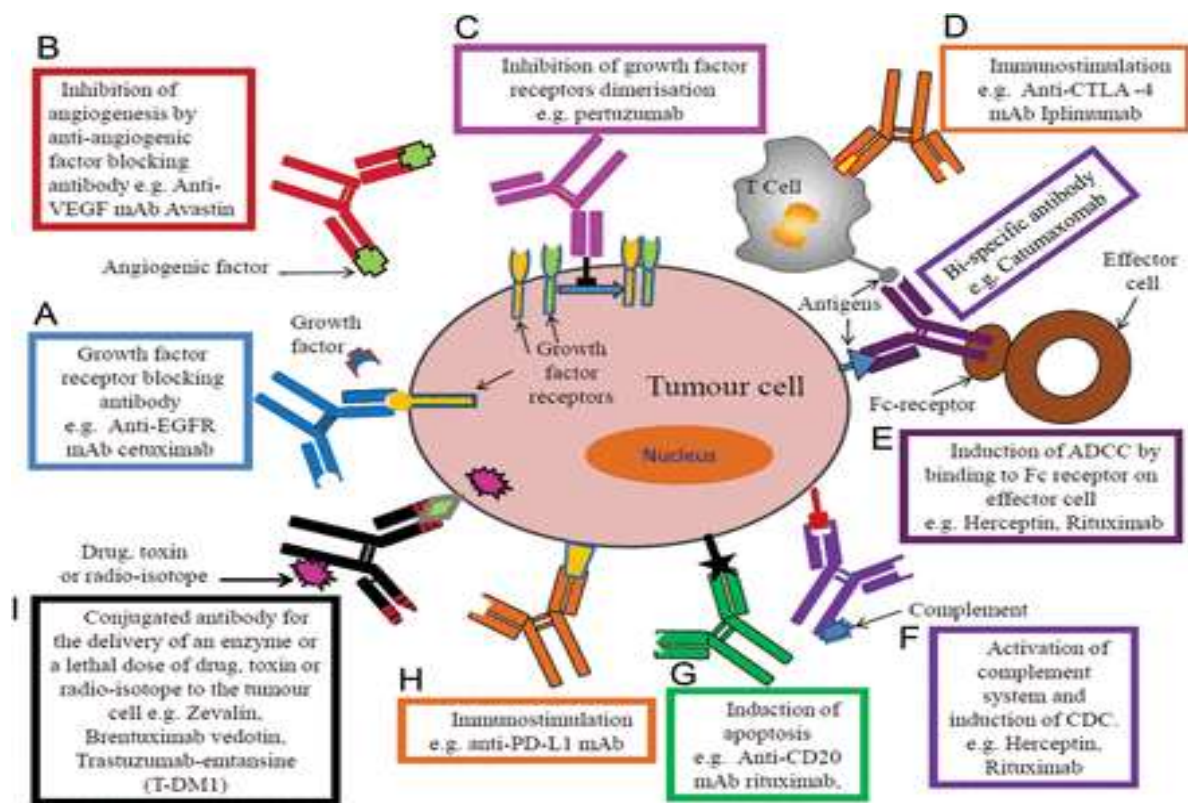 B
Inhibition of
angiogenesis by
anti-angiogenic
factor blocking
antibody e.g. Anti-
VEGF mAb Avastin
Angiogenic factor
C
Inhibition of growth factor
receptors dimerisation
e.g. pertuzumab
D
Immunostimulation
e.g. Anti-CTLA -4
mAb Iplimumab
T Cell
Bi-specific antibody
e.g. Catumaxomab
Effector
cell
Antigens
Fc-receptor
A
Growth factor
receptor blocking
antibody
e.g. Anti-EGFR
mAb cetuximab
Growth
factor
Growth
factor
receptors
Tumour cell
Nucleus
E
Induction of ADCC by
binding to Fc receptor on
effector cell
e.g. Herceptin, Rituximab
Drug, toxin
or radio-isotope
I
Conjugated antibody for
the delivery of an enzyme or
a lethal dose of drug, toxin or
radio-isotope to the tumour
cell e.g. Zevalin,
Brentuximab vedotin,
Trastuzumab-emtansine
(T-DM1)
H
Immunostimulation
e.g. anti-PD-L1 mAb
G
Induction of
apoptosis
e.g. Anti-CD20
mAb rituximab,
Complement
F
Activation of
complement
system and
induction of CDC.
e.g. Herceptin,
Rituximab